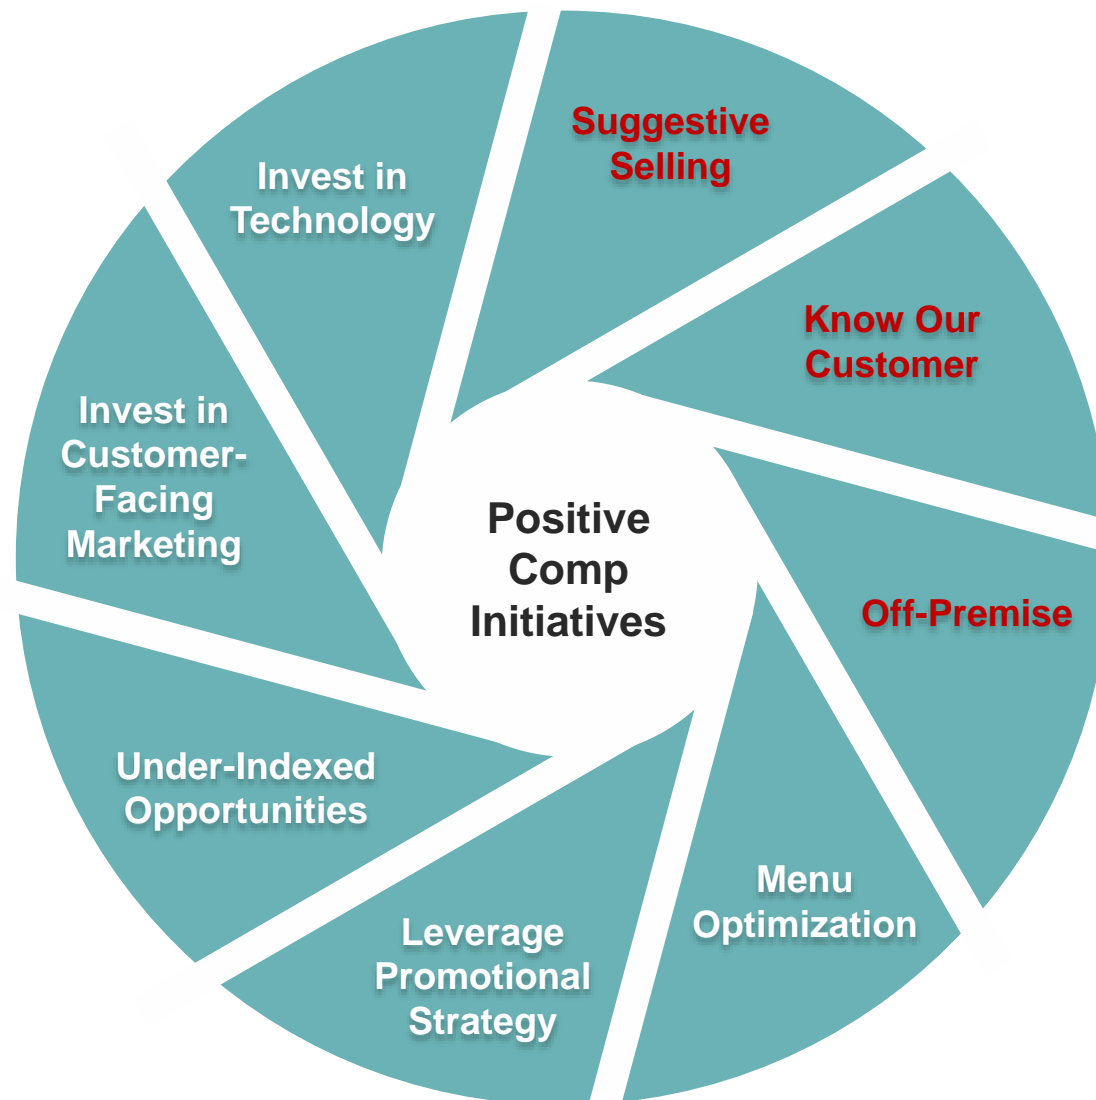 Suggestive
Selling
Know Our
Customer
Off-Premise
Menu
Optimization
Leverage
Promotional
Strategy
Under-Indexed
Opportunities
Invest in
Customer-
Facing
Marketing
Invest in
Technology
Positive
Comp
Initiatives